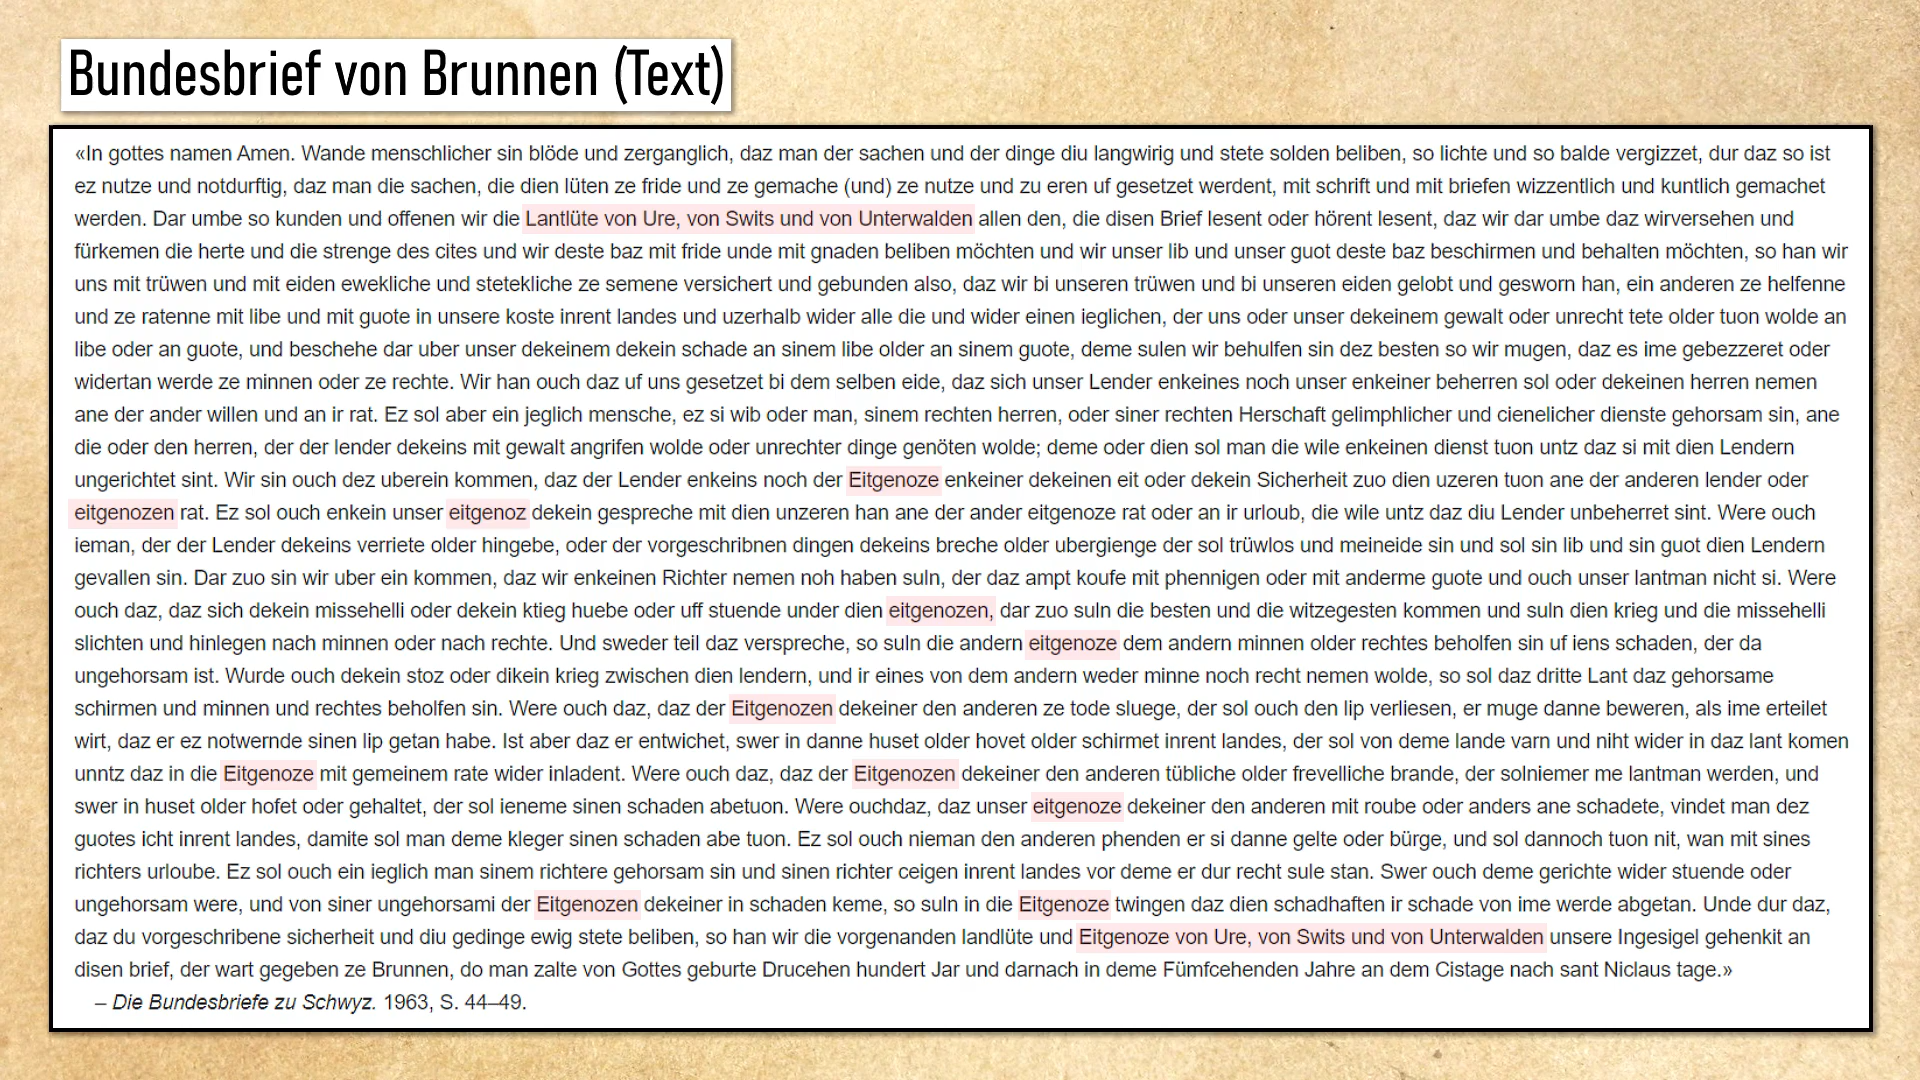 Bundesbrief von Brunnen (Text)
«In gottes namen Amen. Wande menschlicher sin blöde und zerganglich, daz man der sachen und der dinge diu langwirig und stete solden beliben, so lichte und so balde vergizzet, dur daz so ist
ez nutze und notdurftig, daz man die sachen, die dien lüten ze fride und ze gemache (und) ze nutze und zu eren uf gesetzet werdent, mit schrift und mit briefen wizzentlich und kuntlich gemachet
werden. Dar umbe so kunden und offenen wir die Lantlüte von Ure, von Swits und von Unterwalden allen den, die disen Brief lesent oder hörent lesent, daz wir dar umbe daz wirversehen und
fürkemen die herte und die strenge des cites und wir deste baz mit fride unde mit gnaden beliben möchten und wir unser lib und unser guot deste baz beschirmen und behalten möchten, so han wir
uns mit trüwen und mit eiden ewekliche und stetekliche ze semene versichert und gebunden also, daz wir bi unseren trüwen und bi unseren eiden gelobt und gesworn han, ein anderen ze helfenne
und ze ratenne mit libe und mit guote in unsere koste inrent landes und uzerhalb wider alle die und wider einen ieglichen, der uns oder unser dekeinem gewalt oder unrecht tete older tuon wolde an
libe oder an guote, und beschehe dar uber unser dekeinem dekein schade an sinem libe older an sinem guote, deme sulen wir behulfen sin dez besten so wir mugen, daz es ime gebezzeret oder
widertan werde ze minnen oder ze rechte. Wir han ouch daz uf uns gesetzet bi dem selben eide, daz sich unser Lender enkeines noch unser enkeiner beherren sol oder dekeinen herren nemen
ane der ander willen und an ir rat. Ez sol aber ein jeglich mensche, ez si wib oder man, sinem rechten herren, oder siner rechten Herschaft gelimphlicher und cienelicher dienste gehorsam sin, ane
die oder den herren, der der lender dekeins mit gewalt angrifen wolde oder unrechter dinge genöten wolde; deme oder dien sol man die wile enkeinen dienst tuon untz daz si mit dien Lendern
ungerichtet sint. Wir sin ouch dez uberein kommen, daz der Lender enkeins noch der Eitgenoze enkeiner dekeinen eit oder dekein Sicherheit zuo dien uzeren tuon ane der anderen lender oder
eitgenozen rat. Ez sol ouch enkein unser eitgenoz dekein gespreche mit dien unzeren han ane der ander eitgenoze rat oder an ir urloub, die wile untz daz diu Lender unbeherret sint. Were ouch
ieman, der der Lender dekeins verriete older hingebe, oder der vorgeschribnen dingen dekeins breche older ubergienge der sol trüwlos und meineide sin und sol sin lib und sin guot dien Lendern
gevallen sin. Dar zuo sin wir uber ein kommen, daz wir enkeinen Richter nemen noh haben suln, der daz ampt koufe mit phennigen oder mit anderme guote und ouch unser lantman nicht si. Were
ouch daz, daz sich dekein missehelli oder dekein ktieg huebe oder uff stuende under dien eitgenozen, dar zuo suln die besten und die witzegesten kommen und suln dien krieg und die missehelli
slichten und hinlegen nach minnen oder nach rechte. Und sweder teil daz verspreche, so suln die andern eitgenoze dem andern minnen older rechtes beholfen sin uf iens schaden, der da
ungehorsam ist. Wurde ouch dekein stoz oder dikein krieg zwischen dien lendern, und ir eines von dem andern weder minne noch recht nemen wolde, so sol daz dritte Lant daz gehorsame
schirmen und minnen und rechtes beholfen sin. Were ouch daz, daz der Eitgenozen dekeiner den anderen ze tode sluege, der sol ouch den lip verliesen, er muge danne beweren, als ime erteilet
wirt, daz er ez notwernde sinen lip getan habe. Ist aber daz er entwichet, swer in danne huset older hovet older schirmet inrent landes, der sol von deme lande varn und niht wider in daz lant komen
unntz daz in die Eitgenoze mit gemeinem rate wider inladent. Were ouch daz, daz der Eitgenozen dekeiner den anderen tübliche older frevelliche brande, der solniemer me lantman werden, und
swer in huset older hofet oder gehaltet, der sol ieneme sinen schaden abetuon. Were ouchdaz, daz unser eitgenoze dekeiner den anderen mit roube oder anders ane schadete, vindet man dez
guotes icht inrent landes, damite sol man deme kleger sinen schaden abe tuon. Ez sol ouch nieman den anderen phenden er si danne gelte oder bürge, und sol dannoch tuon nit, wan mit sines
richters urloube. Ez sol ouch ein ieglich man sinem richtere gehorsam sin und sinen richter ceigen inrent landes vor deme er dur recht sule stan. Swer ouch deme gerichte wider stuende oder
ungehorsam were, und von siner ungehorsami der Eitgenozen dekeiner in schaden keme, so suln in die Eitgenoze twingen daz dien schadhaften ir schade von ime werde abgetan. Unde dur daz,
daz du vorgeschribene sicherheit und diu gedinge ewig stete beliben, so han wir die vorgenanden landlüte und Eitgenoze von Ure, von Swits und von Unterwalden unsere Ingesigel gehenkit an
disen brief, der wart gegeben ze Brunnen, do man zalte von Gottes geburte Drucehen hundert Jar und darnach in deme Fümfcehenden Jahre an dem Cistage nach sant Niclaus tage.»
– Die Bundesbriefe zu Schwyz. 1963, S. 44–49.